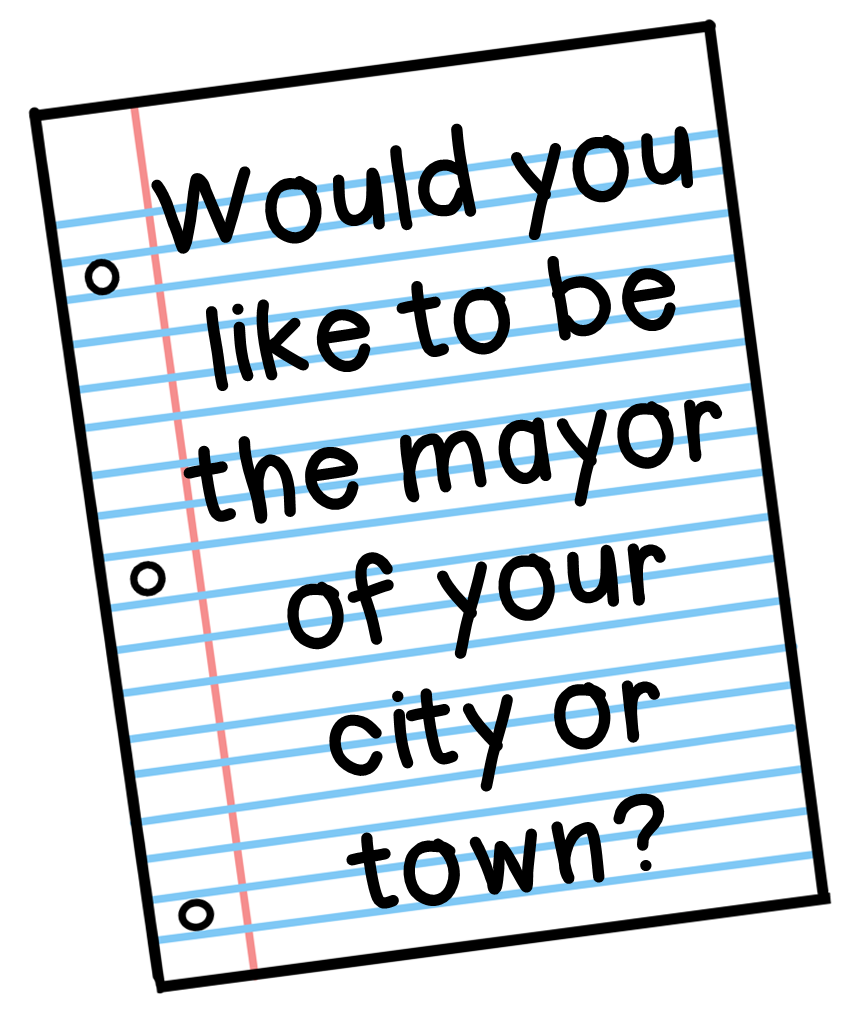 Would you
like to be
the mayor
of your
city or
town?